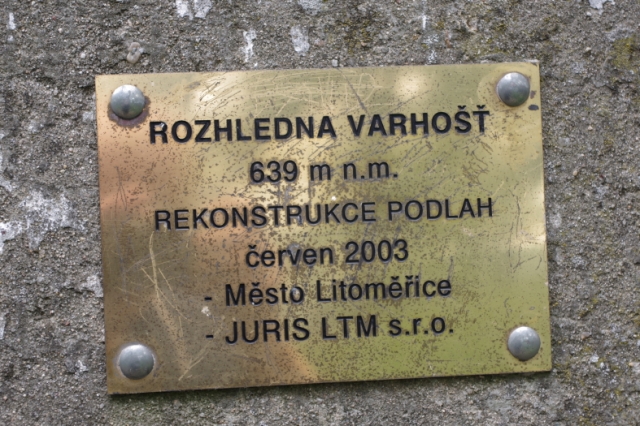 ROZHLEDNA VARHOŠŤ
639 m n.m.
REKONSTRUKCE PODLAH
červen 2003
- Město Litoměřice
- JURIS LTM s.r.o.